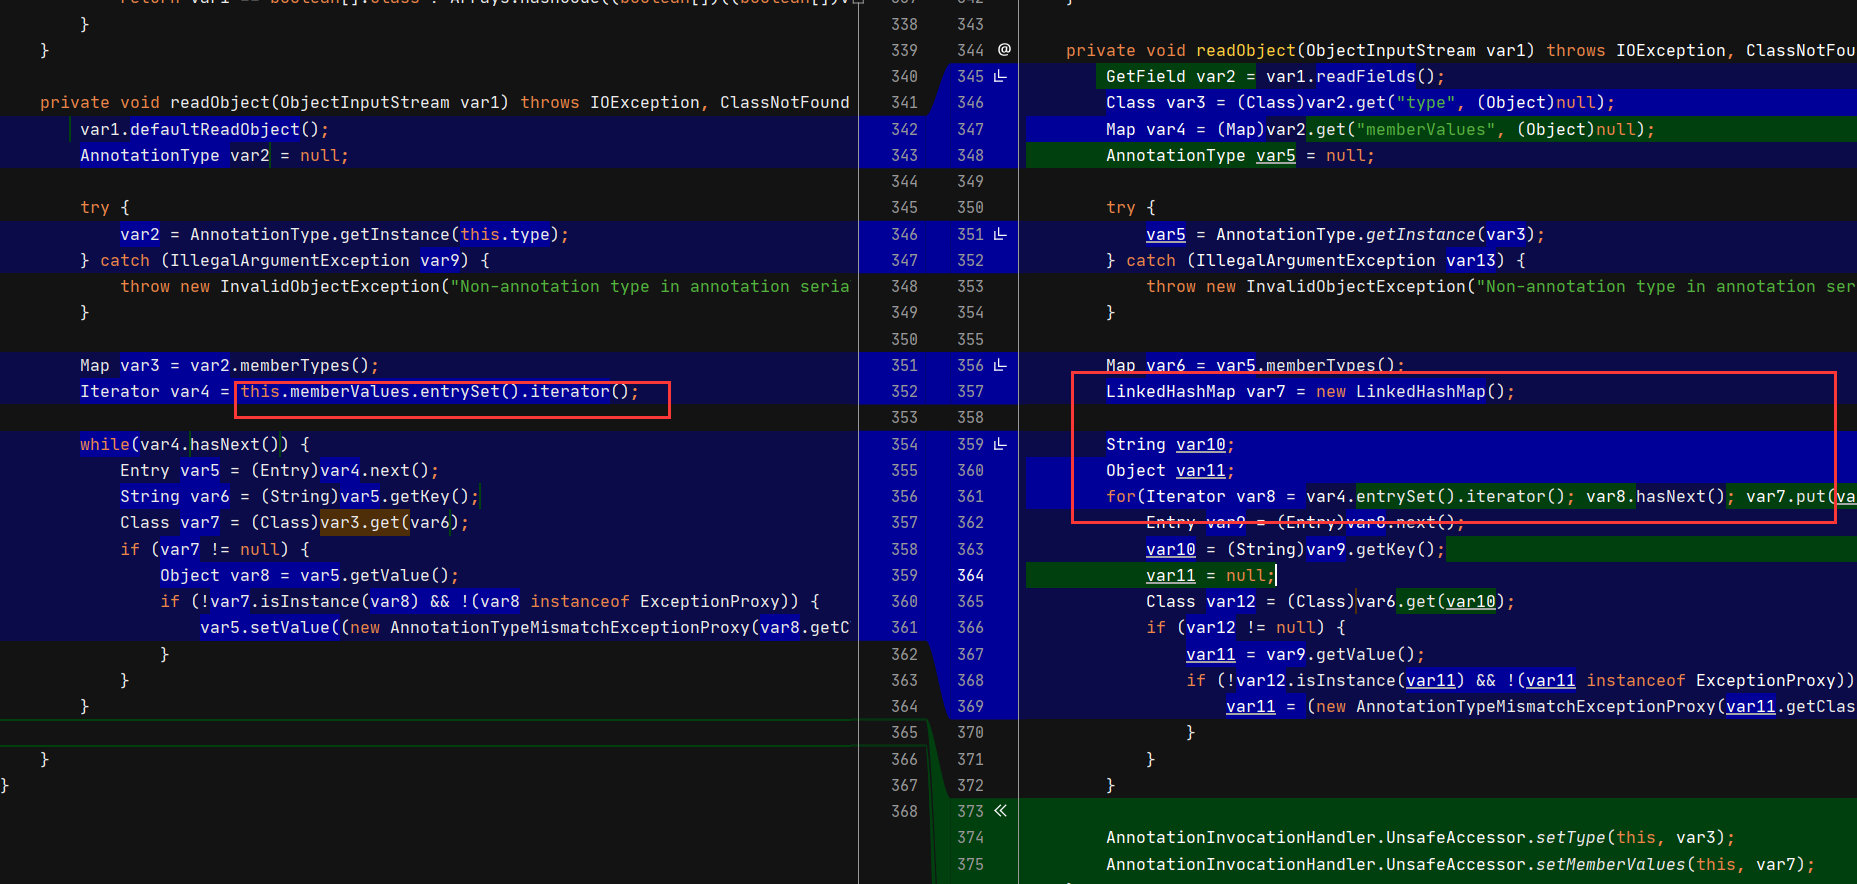 return var1 == boolean[].class ? Arrays.hashCode((boolean[])((boolean[])v
}
}
private void readObject(ObjectInputStream var1) throws IOException, ClassNotFound
var1.defaultReadObject();
AnnotationType var2 = null;
try {
var2 = AnnotationType.getInstance(this.type);
} catch (IllegalArgumentException var9) {
throw new InvalidObjectException("Non-annotation type in annotation seria
}
Map var3 = var2.memberTypes();
Iterator var4 = this.memberValues.entrySet().iterator();
while(var4.hasNext()) {
Entry var5 = (Entry)var4.next();
String var6 = (String)var5.getKey();
Class var7 = (Class)var3.get(var6);
if (var7 != null) {
Object var8 = var5.getValue();
if (!var7.isInstance(var8) && !(var8 instanceof ExceptionProxy)) {
var5.setValue((new AnnotationTypeMismatchExceptionProxy(var8.getC
}
}
}
}
}
337 342
338 343
339 344 @
340 345
341 346
342 347
343 348
344 349
345 350
346 351
347 352
348 353
349 354
350 355
351 356
352 357
353 358
354 359
355 360
356 361
357 362
358 363
359 364
360 365
361 366
362 367
363 368
364 369
365 370
366 371
367 372
368 373
374
375
}
private void readObject(ObjectInputStream var1) throws IOException, ClassNotFou
GetField var2 = var1.readFields();
Class var3 = (Class)var2.get("type", (Object)null);
Map var4 = (Map)var2.get("memberValues", (Object)null);
AnnotationType var5 = null;
try {
var5 = AnnotationType.getInstance(var3);
} catch (IllegalArgumentException var13) {
throw new InvalidObjectException("Non-annotation type in annotation ser
}
Map var6 = var5.memberTypes();
LinkedHashMap var7 = new LinkedHashMap();
String var10;
Object var11;
for(Iterator var8 = var4.entrySet().iterator(); var8.hasNext(); var7.put(va
Entry var9 = (Entry)var8.next();
var10 = (String)var9.getKey();
var11 = null;
Class var12 = (Class)var6.get(var10);
if (var12 != null) {
var11 = var9.getValue();
if (!var12.isInstance(var11) && !(var11 instanceof ExceptionProxy))
var11 = (new AnnotationTypeMismatchExceptionProxy(var11.getClas
}
}
}
AnnotationInvocationHandler.UnsafeAccessor.setType(this, var3);
AnnotationInvocationHandler.UnsafeAccessor.setMemberValues(this, var7);